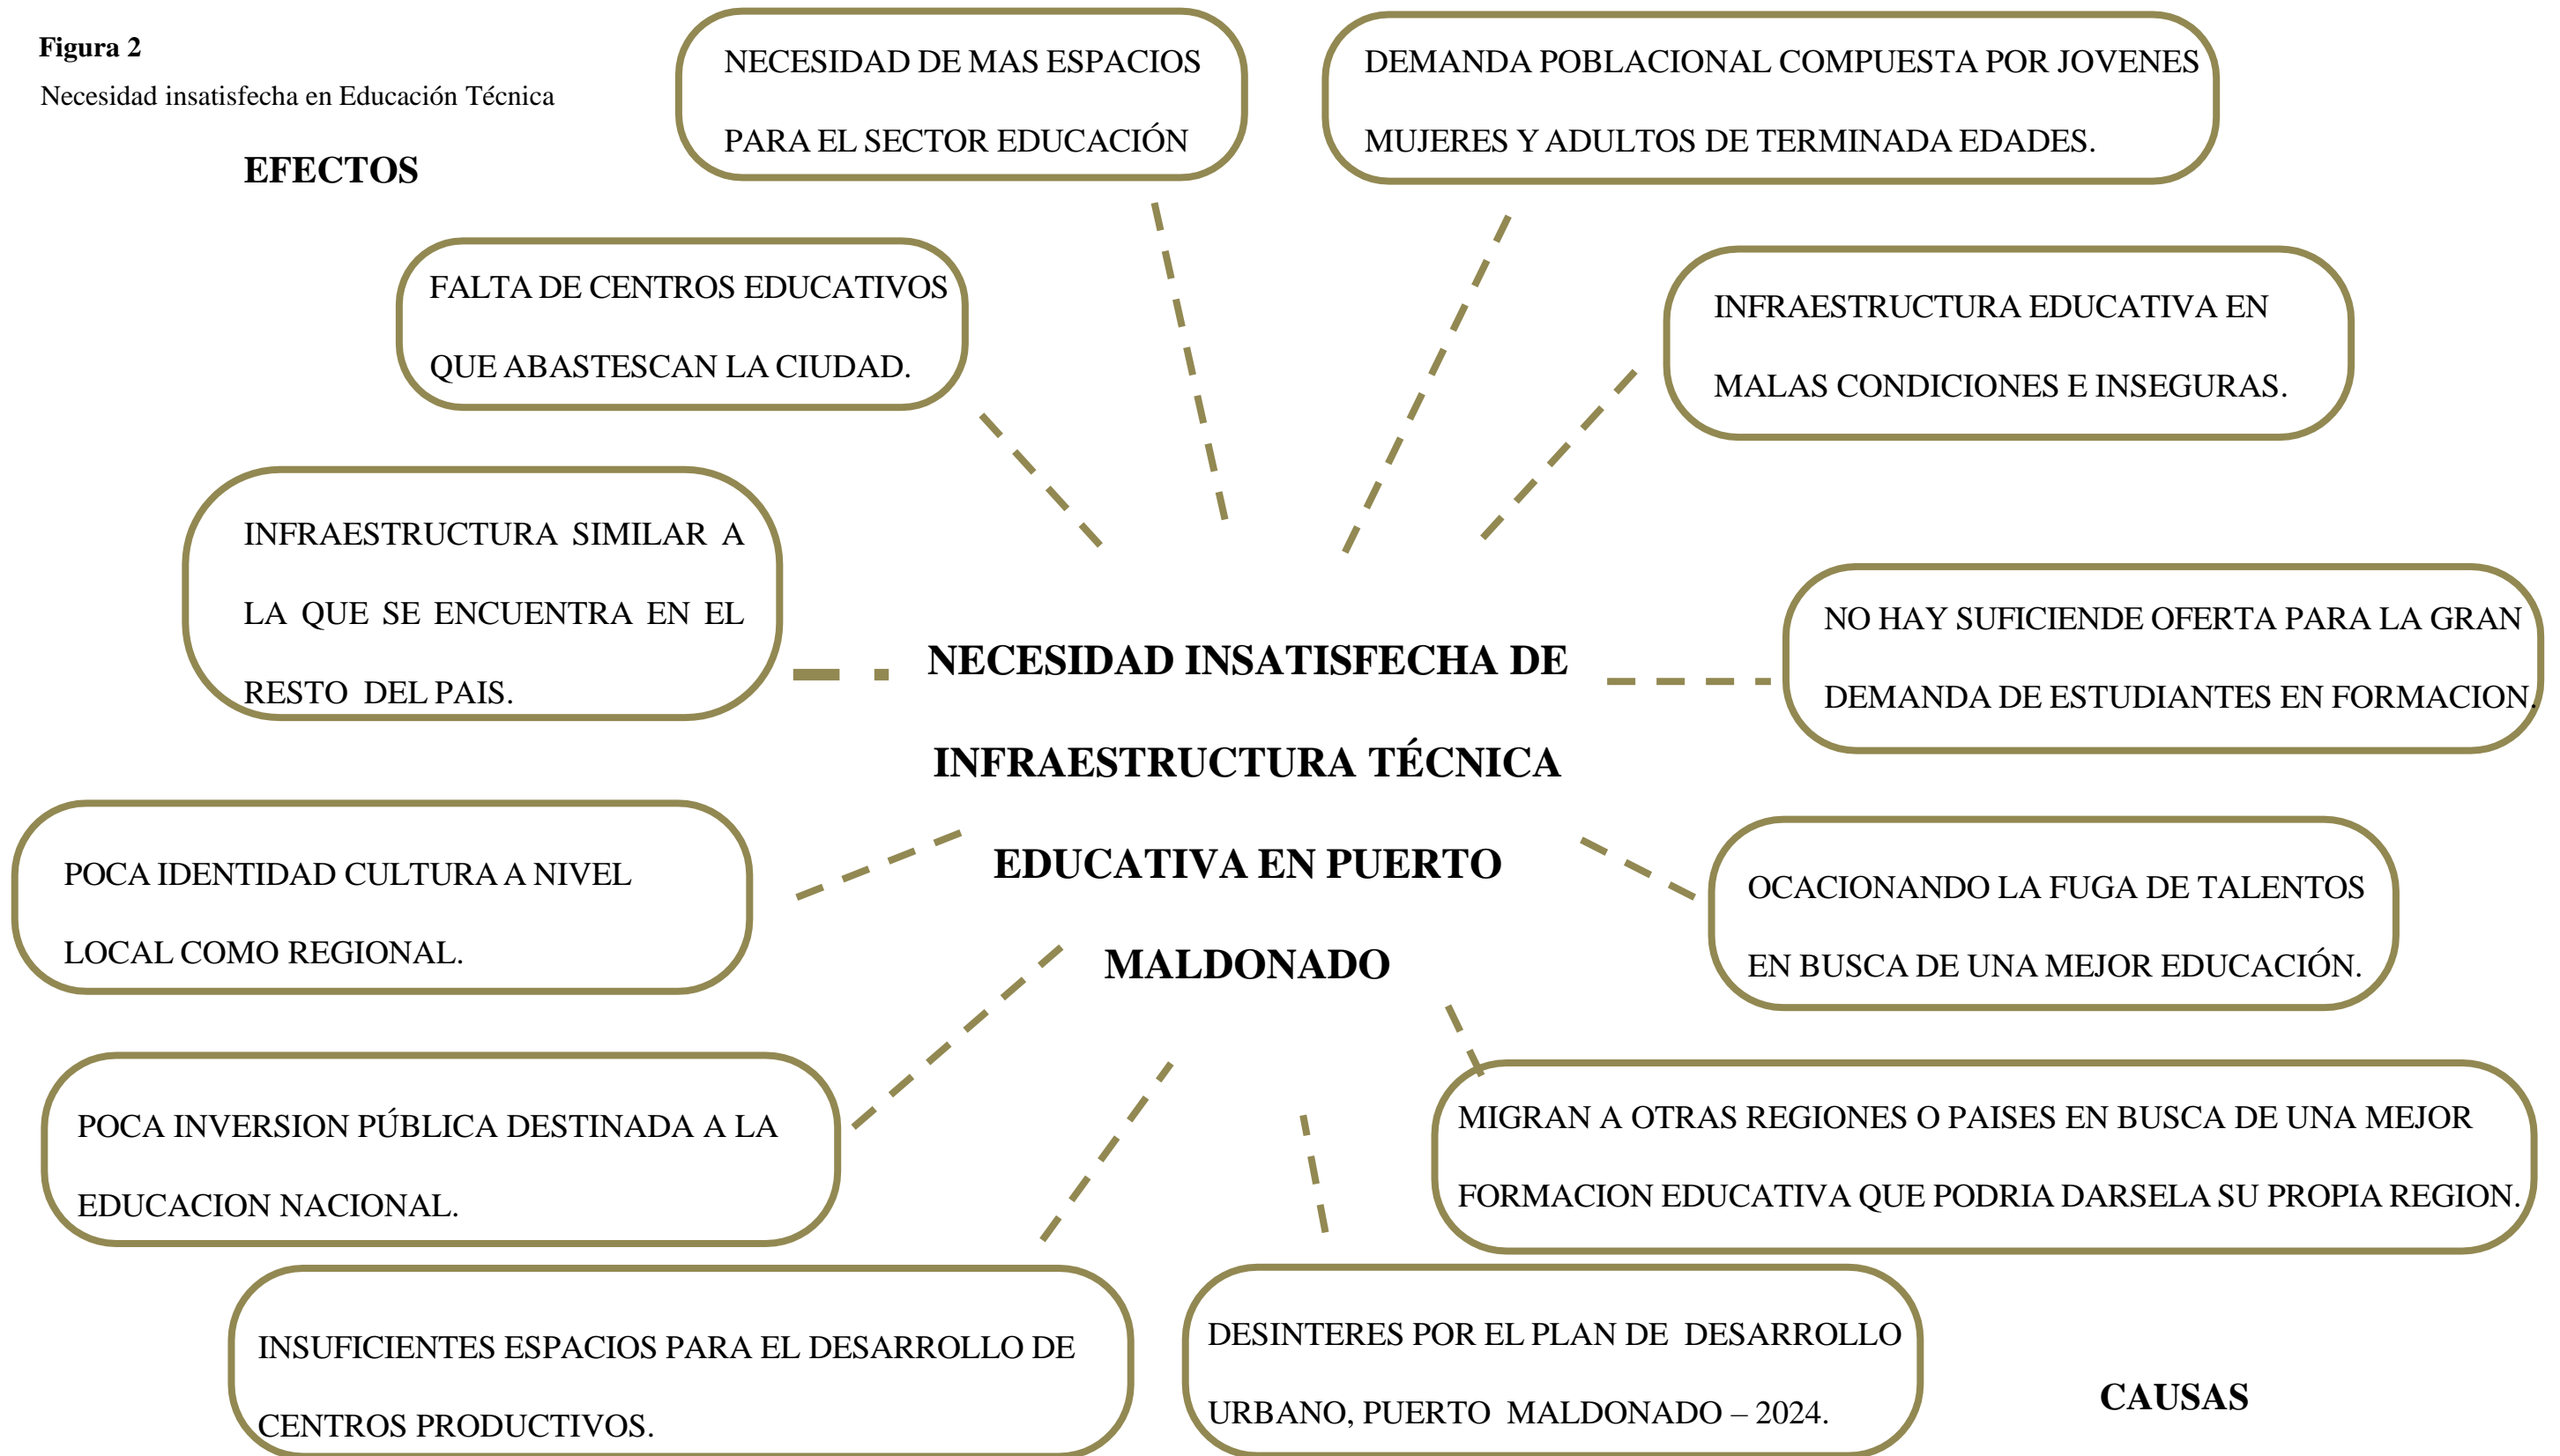 Figura 2
Necesidad insatisfecha en Educación Técnica
EFECTOS
NECESIDAD DE MAS ESPACIOS
PARA EL SECTOR EDUCACIÓN
DEMANDA POBLACIONAL COMPUESTA POR JOVENES
MUJERES Y ADULTOS DE TERMINADA EDADES.
FALTA DE CENTROS EDUCATIVOS
QUE ABASTESCAN LA CIUDAD.
INFRAESTRUCTURA EDUCATIVA EN
MALAS CONDICIONES E INSEGURAS.
INFRAESTRUCTURA SIMILAR A
LA QUE SE ENCUENTRA EN EL
RESTO DEL PAIS.
NO HAY SUFICIENDE OFERTA PARA LA GRAN
DEMANDA DE ESTUDIANTES EN FORMACION.
NECESIDAD INSATISFECHA DE
INFRAESTRUCTURA TÉCNICA
EDUCATIVA EN PUERTO
MALDONADO
POCA IDENTIDAD CULTURA A NIVEL
LOCAL COMO REGIONAL.
OCACIONANDO LA FUGA DE TALENTOS
EN BUSCA DE UNA MEJOR EDUCACIÓN.
POCA INVERSION PÚBLICA DESTINADA A LA
EDUCACION NACIONAL.
MIGRAN A OTRAS REGIONES O PAISES EN BUSCA DE UNA MEJOR
FORMACION EDUCATIVA QUE PODRIA DARSELA SU PROPIA REGION.
INSUFICIENTES ESPACIOS PARA EL DESARROLLO DE
CENTROS PRODUCTIVOS.
DESINTERES POR EL PLAN DE DESARROLLO
URBANO, PUERTO MALDONADO – 2024.
CAUSAS